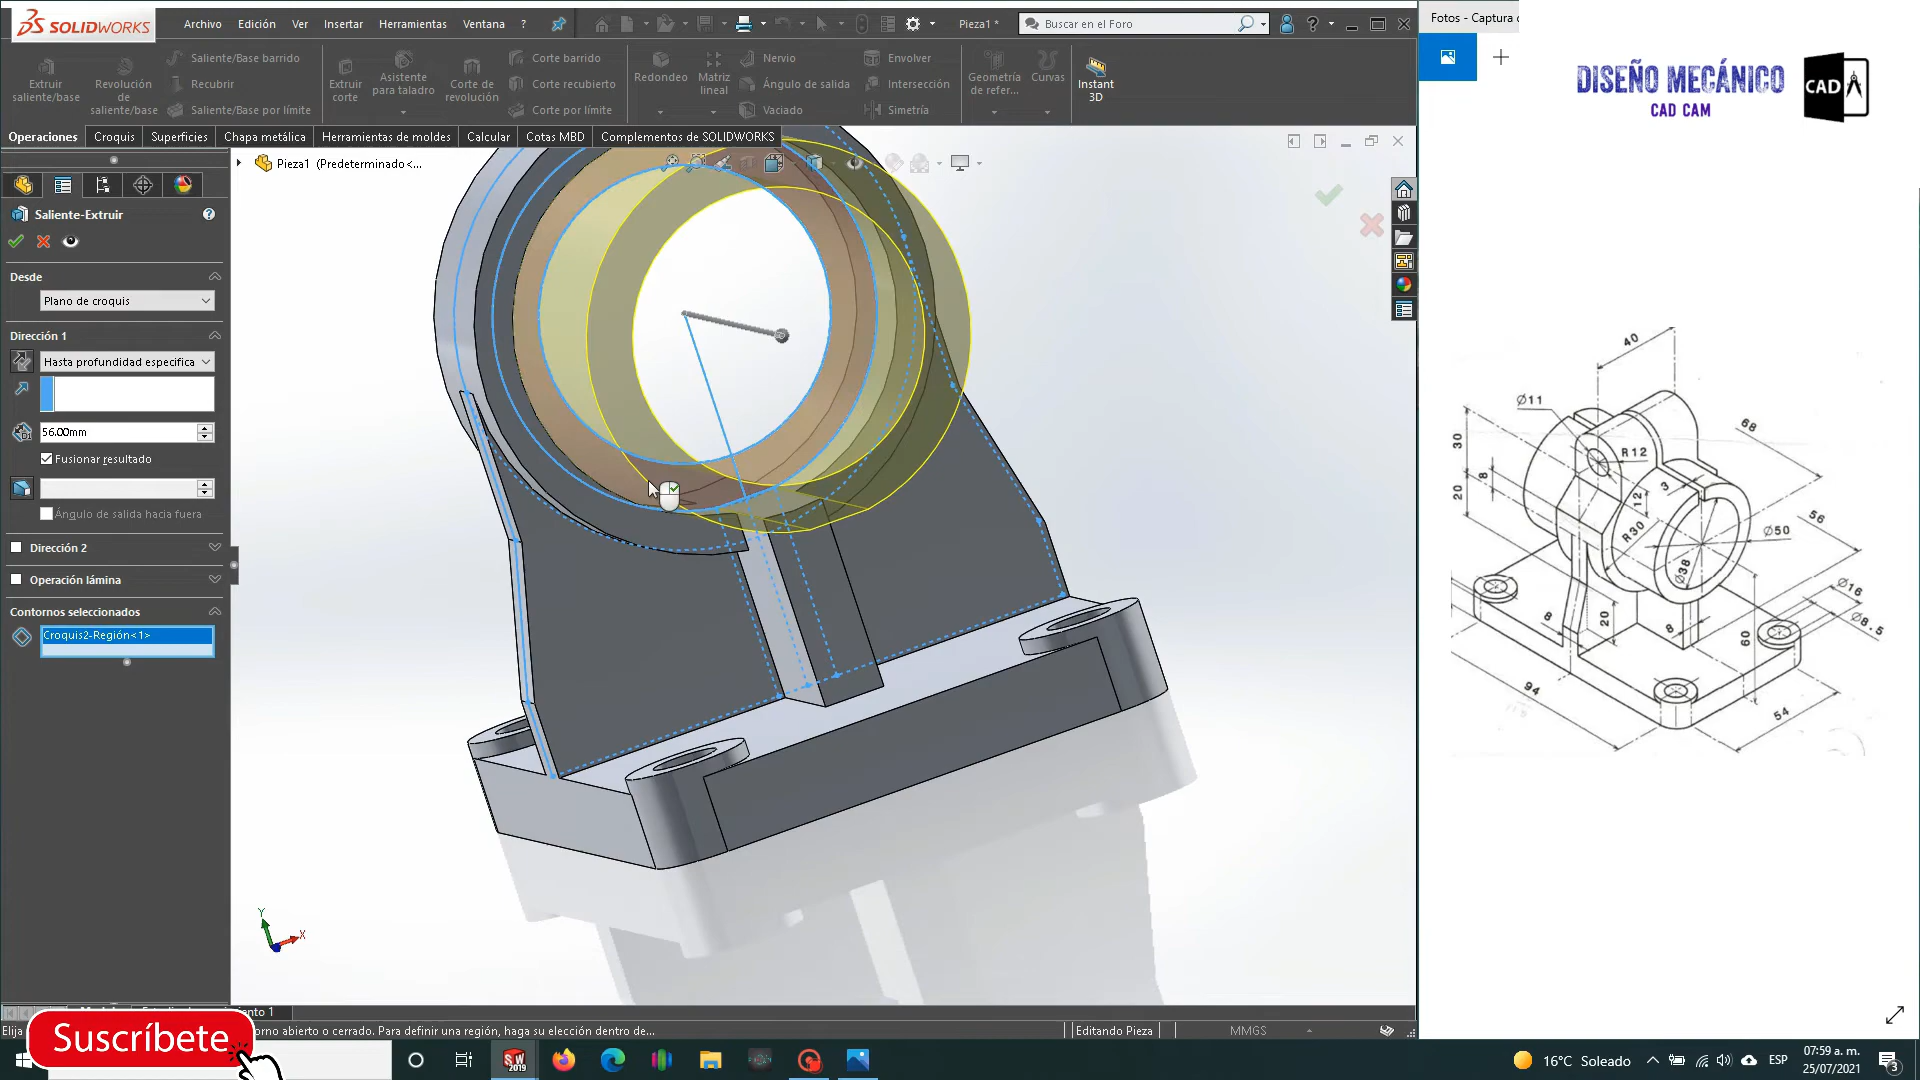 SOLIDWORKS
Archivo Edición Ver Insertar Herramientas Ventana ?
Pieza1 *
Buscar en el Foro
?
Fotos - Captura
Extruir saliente/base
Revolución de saliente/base
Saliente/Base barrido
Recubrir
Saliente/Base por límite
Extruir corte
Asistente para taladro
Corte de revolución
Corte barrido
Corte recubierto
Corte por límite
Redondeo
Matriz lineal
Nervio
Ángulo de salida
Vaciado
Envolver
Intersección
Simetría
Geometría de refer...
Curvas
Instant 3D
Operaciones Croquis Superficies Chapa metálica Herramientas de moldes Calcular Cotas MBD Complementos de SOLIDWORKS
Pieza1 (Predeterminado<...
DISEÑO MECÁNICO
CAD CAM
CAD
Saliente-Extruir
Desde
Plano de croquis
Dirección 1
Hasta profundidad especifica
56.00mm
Fusionar resultado
Ángulo de salida hacia fuera
Dirección 2
Operación lámina
Contornos seleccionados
Croquis2-Región<1>
Y
X
40
Ø11
68
30
R12
8
3
20
12
56
R30
Ø50
Ø38
Ø16
Ø8.5
8
20
8
60
94
54
orno abierto o cerrado. Para definir una región, haga su elección dentro de...
Editando Pieza
MMGS
Suscríbete
SW 2019
16°C Soleado
ESP
07:59 a. m.
25/07/2021
3